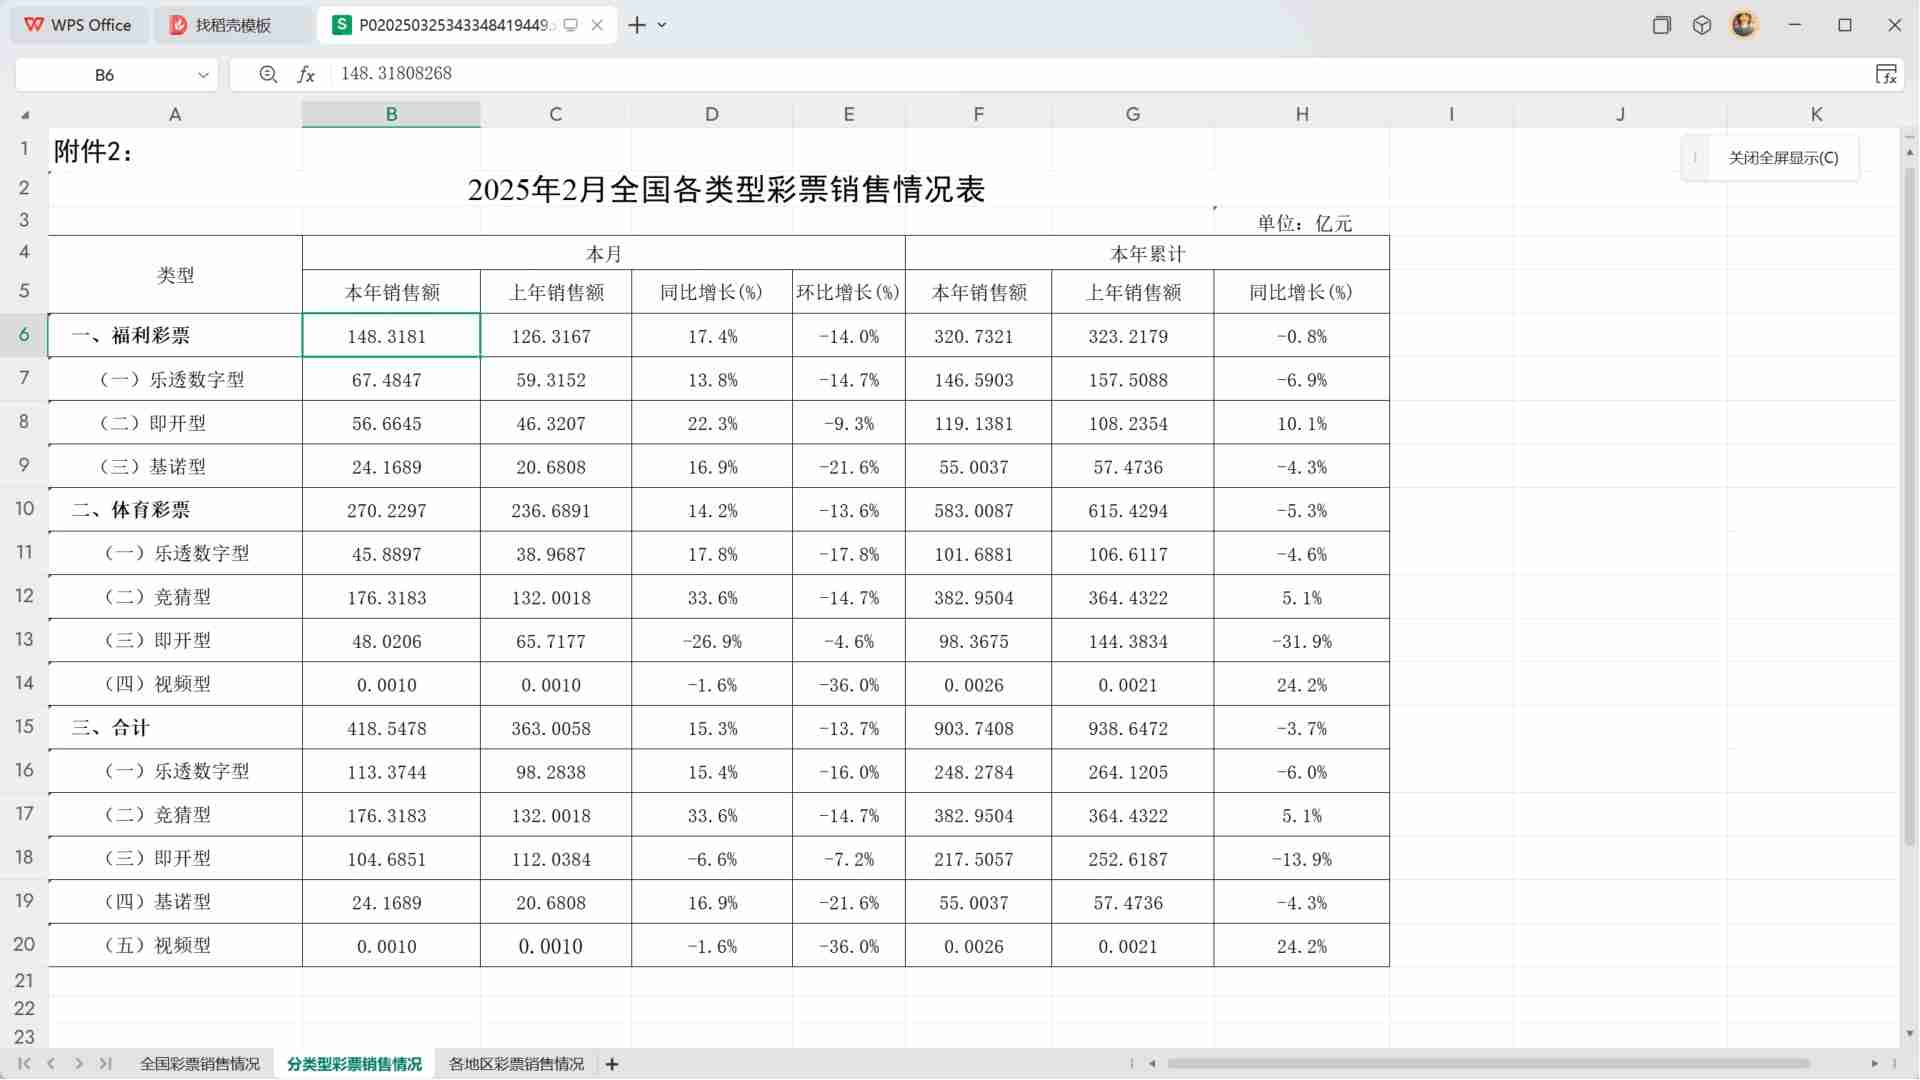 WPS Office 找稻壳模板 S P020250325343348419449.
B6 fx 148.31808268
A B C D E F G H I J K
1 附件2：
关闭全屏显示(C)
2 2025年2月全国各类型彩票销售情况表
3 单位：亿元
4 类型 本月 本年累计
5 本年销售额 上年销售额 同比增长(%) 环比增长(%) 本年销售额 上年销售额 同比增长(%)
6 一、福利彩票 148.3181 126.3167 17.4% -14.0% 320.7321 323.2179 -0.8%
7 （一）乐透数字型 67.4847 59.3152 13.8% -14.7% 146.5903 157.5088 -6.9%
8 （二）即开型 56.6645 46.3207 22.3% -9.3% 119.1381 108.2354 10.1%
9 （三）基诺型 24.1689 20.6808 16.9% -21.6% 55.0037 57.4736 -4.3%
10 二、体育彩票 270.2297 236.6891 14.2% -13.6% 583.0087 615.4294 -5.3%
11 （一）乐透数字型 45.8897 38.9687 17.8% -17.8% 101.6881 106.6117 -4.6%
12 （二）竞猜型 176.3183 132.0018 33.6% -14.7% 382.9504 364.4322 5.1%
13 （三）即开型 48.0206 65.7177 -26.9% -4.6% 98.3675 144.3834 -31.9%
14 （四）视频型 0.0010 0.0010 -1.6% -36.0% 0.0026 0.0021 24.2%
15 三、合计 418.5478 363.0058 15.3% -13.7% 903.7408 938.6472 -3.7%
16 （一）乐透数字型 113.3744 98.2838 15.4% -16.0% 248.2784 264.1205 -6.0%
17 （二）竞猜型 176.3183 132.0018 33.6% -14.7% 382.9504 364.4322 5.1%
18 （三）即开型 104.6851 112.0384 -6.6% -7.2% 217.5057 252.6187 -13.9%
19 （四）基诺型 24.1689 20.6808 16.9% -21.6% 55.0037 57.4736 -4.3%
20 （五）视频型 0.0010 0.0010 -1.6% -36.0% 0.0026 0.0021 24.2%
21
22
23
全国彩票销售情况 分类型彩票销售情况 各地区彩票销售情况